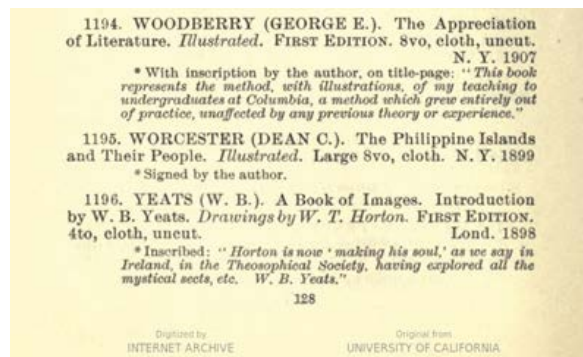 1194. WOODBERRY (GEORGE E.). The Appreciation
of Literature. Illustrated. FIRST EDITION. 8vo, cloth, uncut.
N. Y. 1907
* With inscription by the author, on title-page: "This book
represents the method, with illustrations, of my teaching to
undergraduates at Columbia, a method which grew entirely out
of practice, unaffected by any previous theory or experience."
1195. WORCESTER (DEAN C.). The Philippine Islands
and Their People. Illustrated. Large 8vo, cloth. N. Y. 1899
* Signed by the author.
1196. YEATS (W. B.). A Book of Images. Introduction
by W. B. Yeats. Drawings by W. T. Horton. FIRST EDITION.
4to, cloth, uncut. Lond. 1898
* Inscribed: "Horton is now 'making his soul,' as we say in
Ireland, in the Theosophical Society, having explored all the
mystical sects, etc. W. B. Yeats."
128
Digitized by Original from
INTERNET ARCHIVE UNIVERSITY OF CALIFORNIA